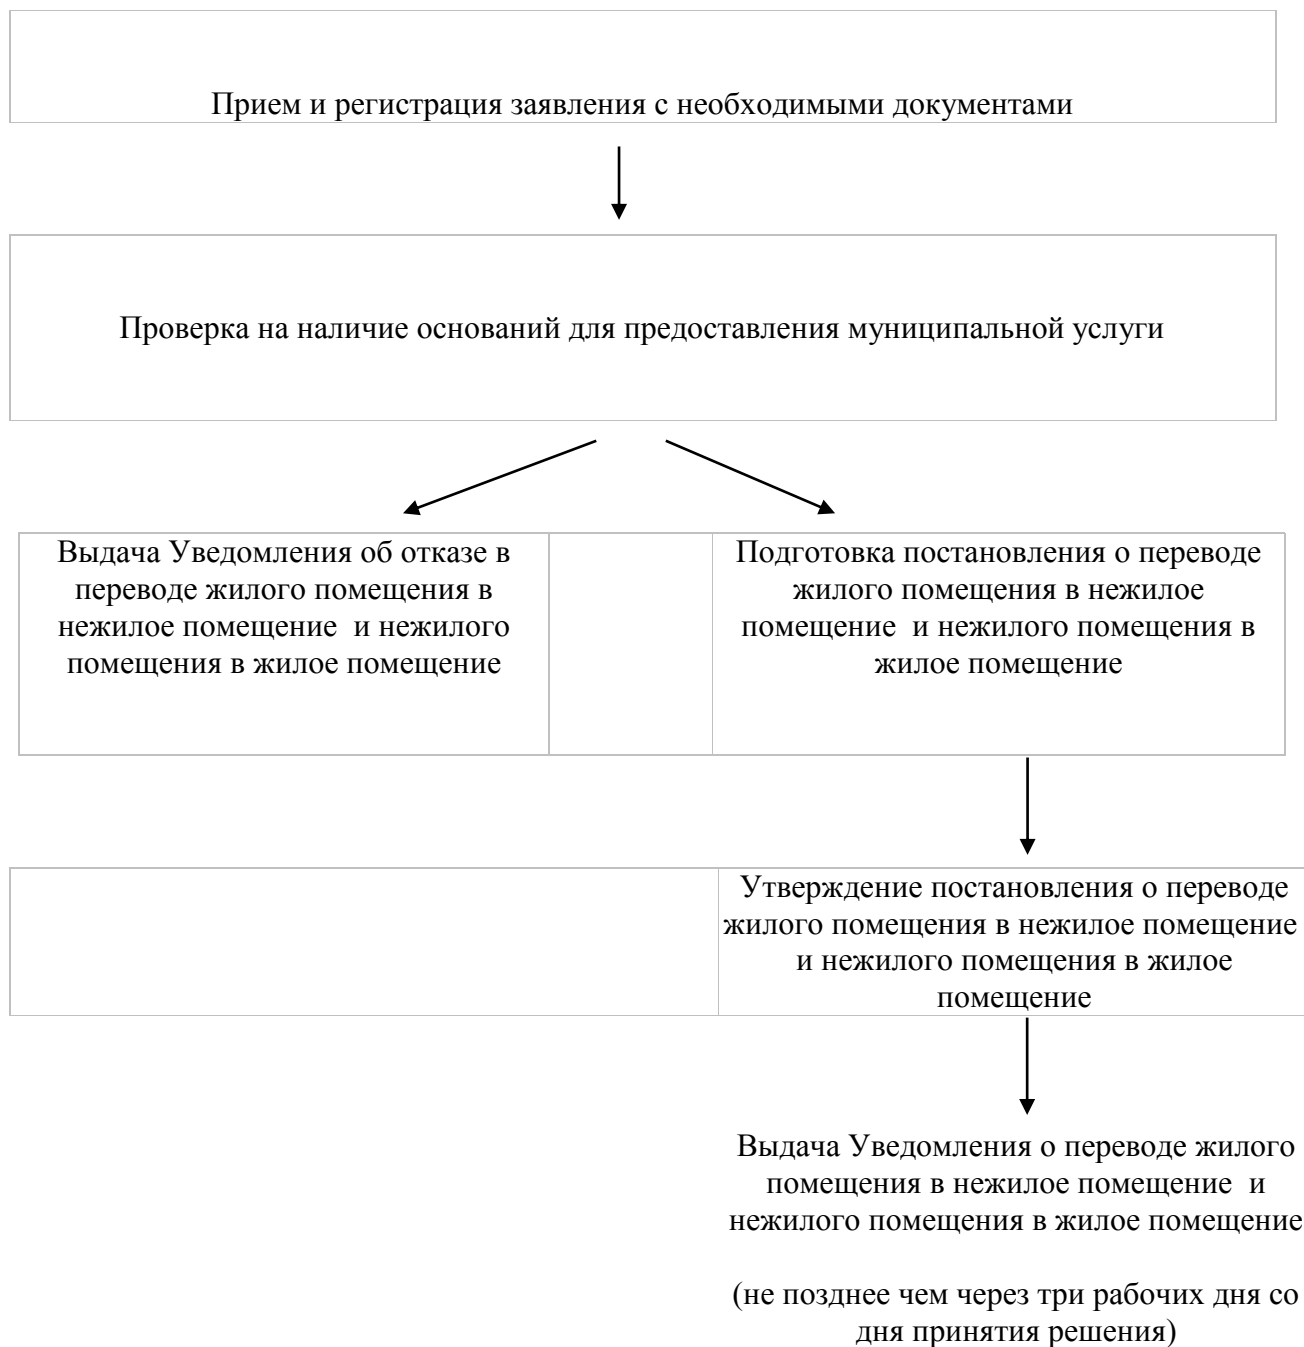 Прием и регистрация заявления с необходимыми документами
Проверка на наличие оснований для предоставления муниципальной услуги
Выдача Уведомления об отказе в
переводе жилого помещения в
нежилое помещение  и нежилого
помещения в жилое помещение
Подготовка постановления о переводе
жилого помещения в нежилое
помещение  и нежилого помещения в
жилое помещение
Утверждение постановления о переводе
жилого помещения в нежилое помещение
и нежилого помещения в жилое
помещение
Выдача Уведомления о переводе жилого
помещения в нежилое помещение  и
нежилого помещения в жилое помещение
(не позднее чем через три рабочих дня со
дня принятия решения)